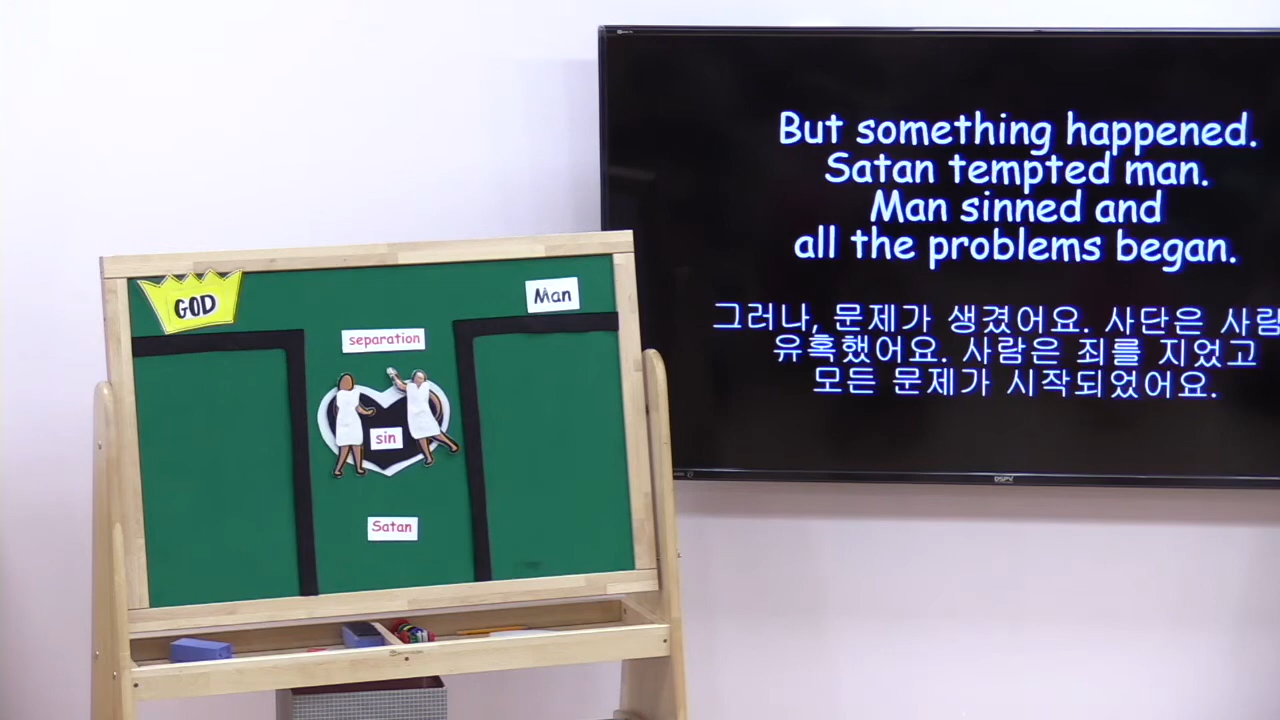 But something happened.
Satan tempted man.
Man sinned and
all the problems began.
그러나, 문제가 생겼어요. 사단은 사람
유혹했어요. 사람은 죄를 지었고
모든 문제가 시작되었어요.
GOD
Man
separation
sin
Satan